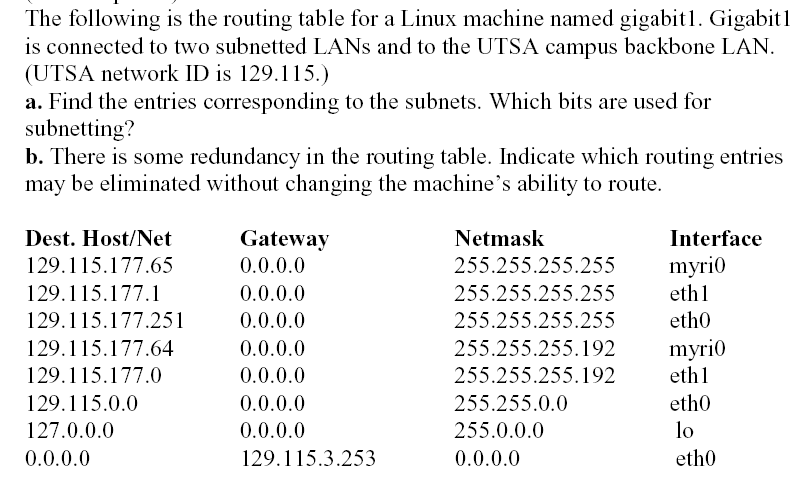 The following is the routing table for a Linux machine named gigabit1. Gigabit1
is connected to two subnetted LANs and to the UTSA campus backbone LAN.
(UTSA network ID is 129.115.)
a. Find the entries corresponding to the subnets. Which bits are used for
subnetting?
b. There is some redundancy in the routing table. Indicate which routing entries
may be eliminated without changing the machine's ability to route.
Dest. Host/Net Gateway Netmask Interface
129.115.177.65 0.0.0.0 255.255.255.255 myri0
129.115.177.1 0.0.0.0 255.255.255.255 eth1
129.115.177.251 0.0.0.0 255.255.255.255 eth0
129.115.177.64 0.0.0.0 255.255.255.192 myri0
129.115.177.0 0.0.0.0 255.255.255.192 eth1
129.115.0.0 0.0.0.0 255.255.0.0 eth0
127.0.0.0 0.0.0.0 255.0.0.0 lo
0.0.0.0 129.115.3.253 0.0.0.0 eth0